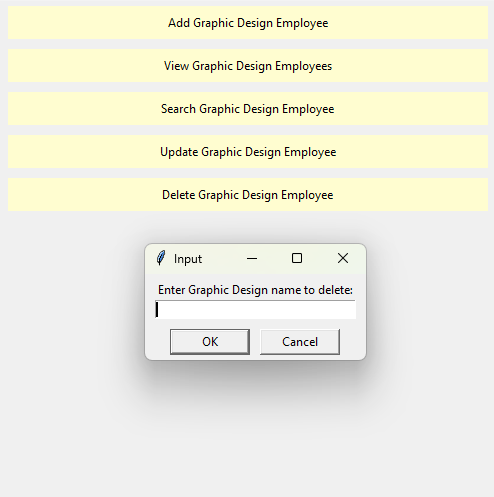 Add Graphic Design Employee
View Graphic Design Employees
Search Graphic Design Employee
Update Graphic Design Employee
Delete Graphic Design Employee
Input
Enter Graphic Design name to delete:
OK Cancel